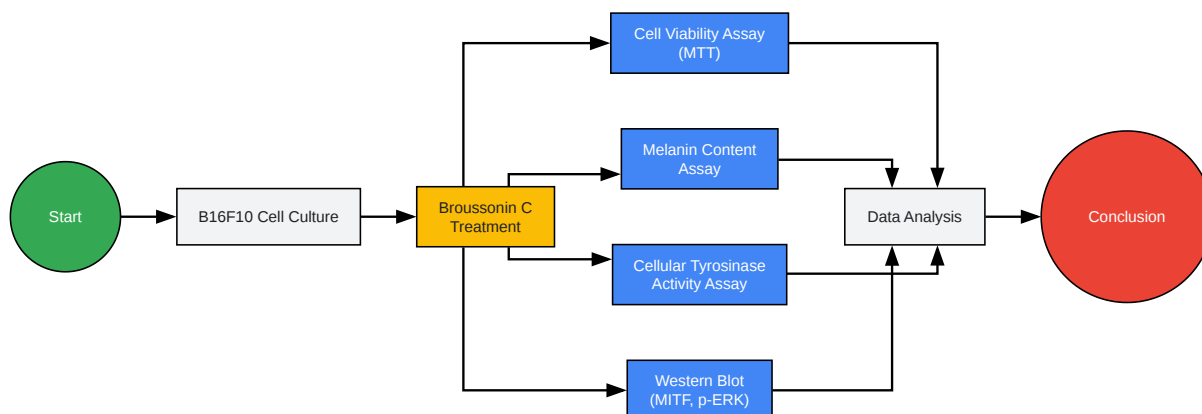 Start
B16F10 Cell Culture
Broussonin C
Treatment
Cell Viability Assay
(MTT)
Melanin Content
Assay
Cellular Tyrosinase
Activity Assay
Western Blot
(MITF, p-ERK)
Data Analysis
Conclusion